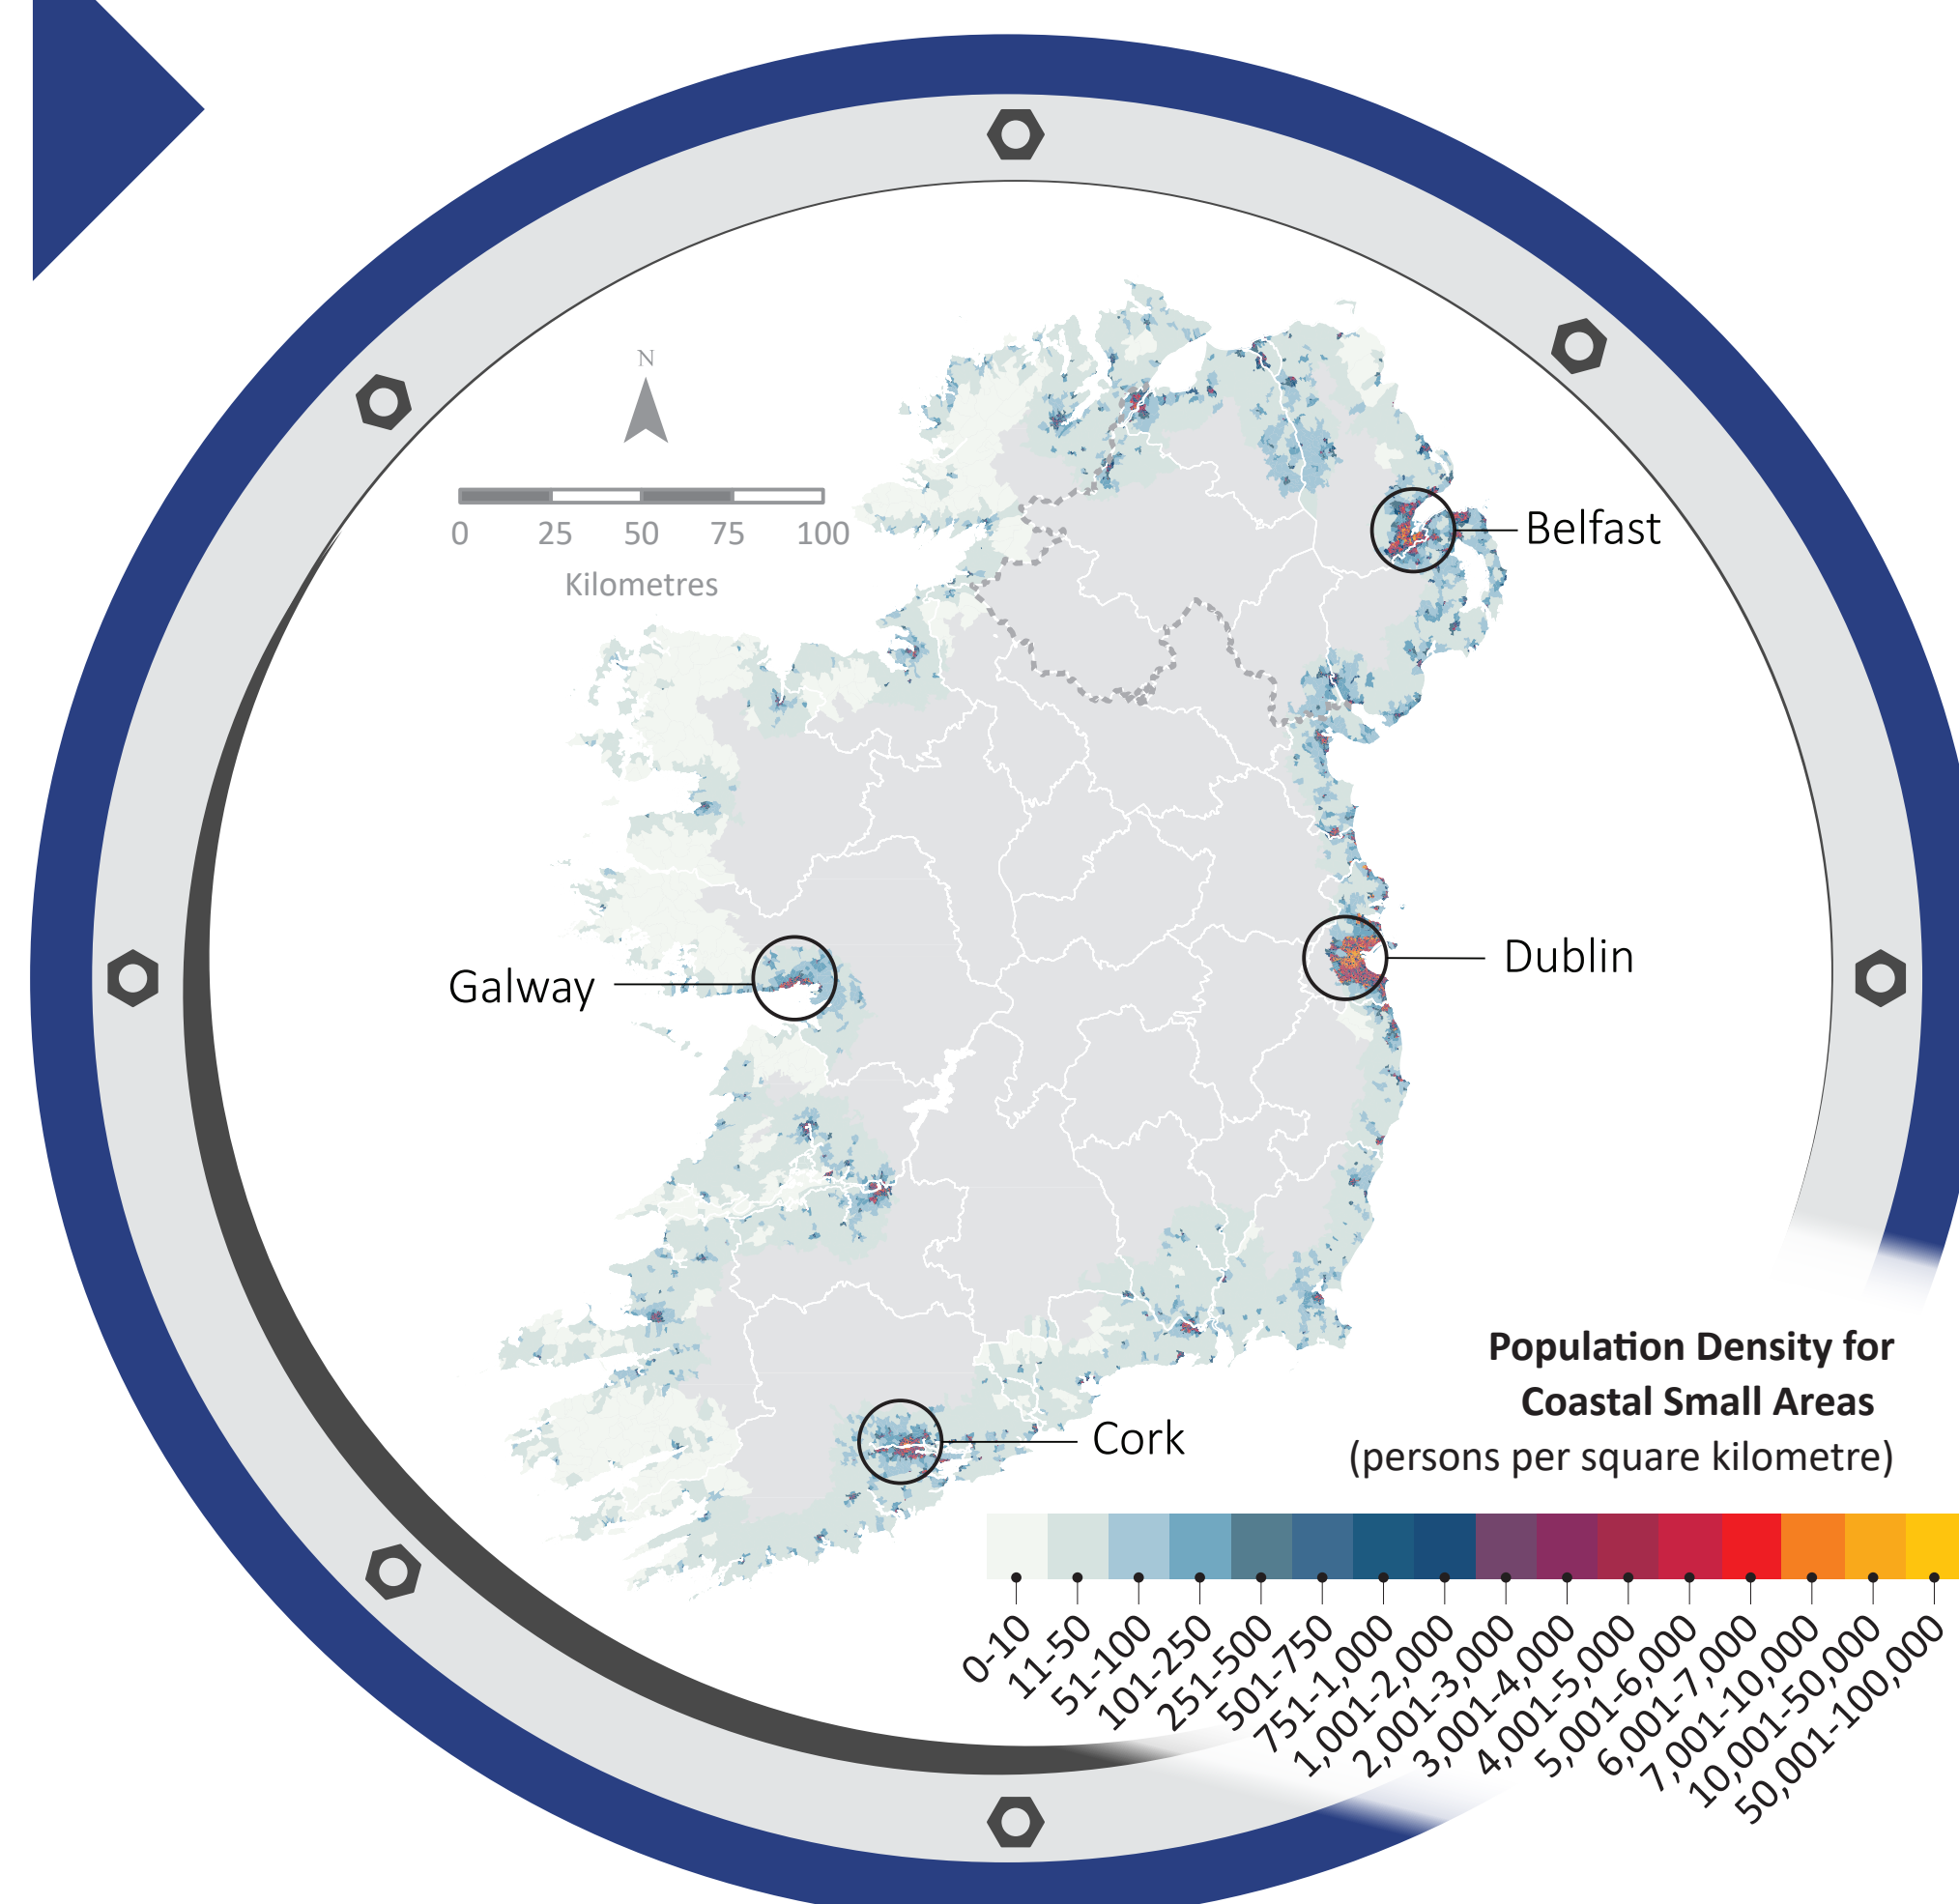 N
0 25 50 75 100
Kilometres
Belfast
Galway
Dublin
Cork
Population Density for
Coastal Small Areas
(persons per square kilometre)
0-10
11-50
51-100
101-250
251-500
501-750
751-1,000
1,001-2,000
2,001-3,000
3,001-4,000
4,001-5,000
5,001-6,000
6,001-7,000
7,001-10,000
10,001-50,000
50,001-100,000